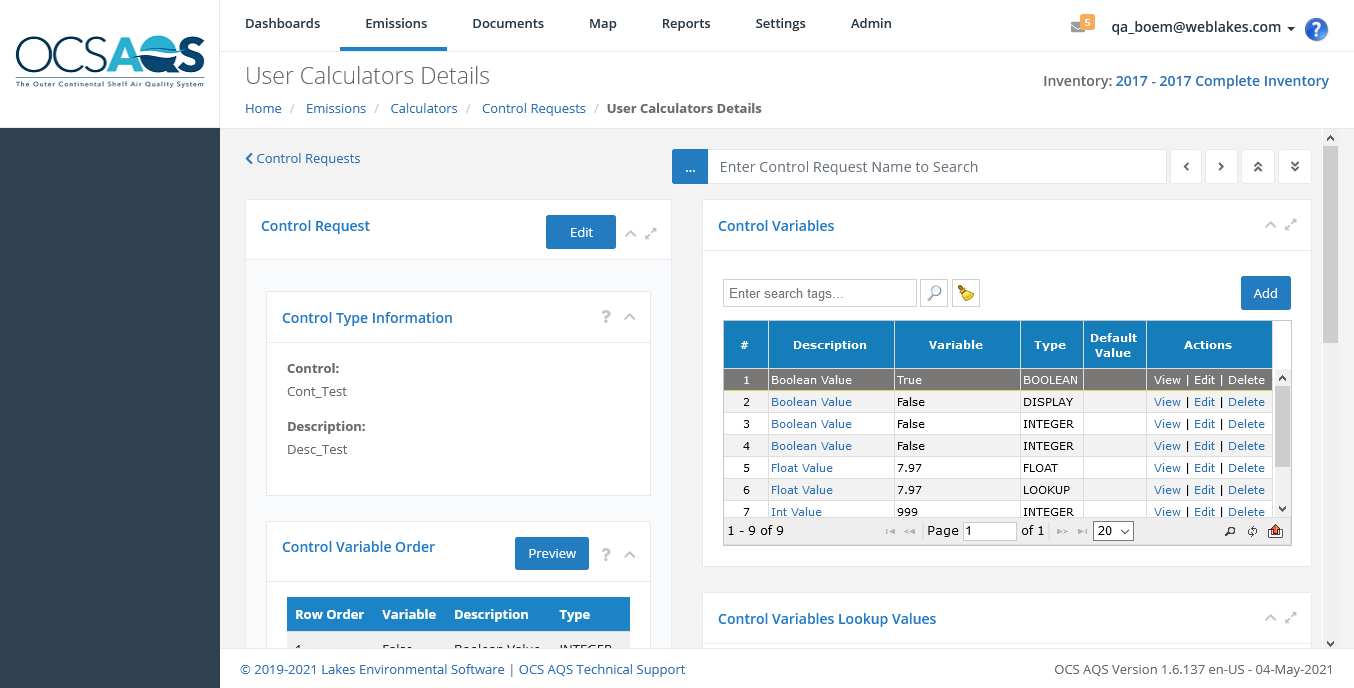 OCSAQS
The Outer Continental Shelf Air Quality System
Dashboards Emissions Documents Map Reports Settings Admin
5 qa_boem@weblakes.com ?
User Calculators Details
Inventory: 2017 - 2017 Complete Inventory
Home / Emissions / Calculators / Control Requests / User Calculators Details
Control Requests
... Enter Control Request Name to Search
Control Request
Edit
Control Type Information ?
Control:
Cont_Test
Description:
Desc_Test
Control Variable Order
Preview ?
Row Order Variable Description Type
1 False Boolean Value INTEGER
Control Variables
Enter search tags...
Add
# Description Variable Type Default Value Actions
1 Boolean Value True BOOLEAN View | Edit | Delete
2 Boolean Value False DISPLAY View | Edit | Delete
3 Boolean Value False INTEGER View | Edit | Delete
4 Boolean Value False INTEGER View | Edit | Delete
5 Float Value 7.97 FLOAT View | Edit | Delete
6 Float Value 7.97 LOOKUP View | Edit | Delete
7 Int Value 999 INTEGER View | Edit | Delete
1 - 9 of 9 Page 1 of 1 20
Control Variables Lookup Values
© 2019-2021 Lakes Environmental Software | OCS AQS Technical Support
OCS AQS Version 1.6.137 en-US - 04-May-2021